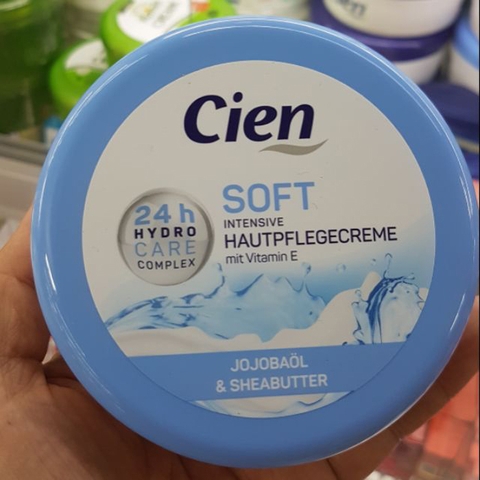 Cien
SOFT
INTENSIVE
HAUTPFLEGECREME
mit Vitamin E
24 h
HYDRO
CARE
COMPLEX
JOJOBAÖL
& SHEABUTTER